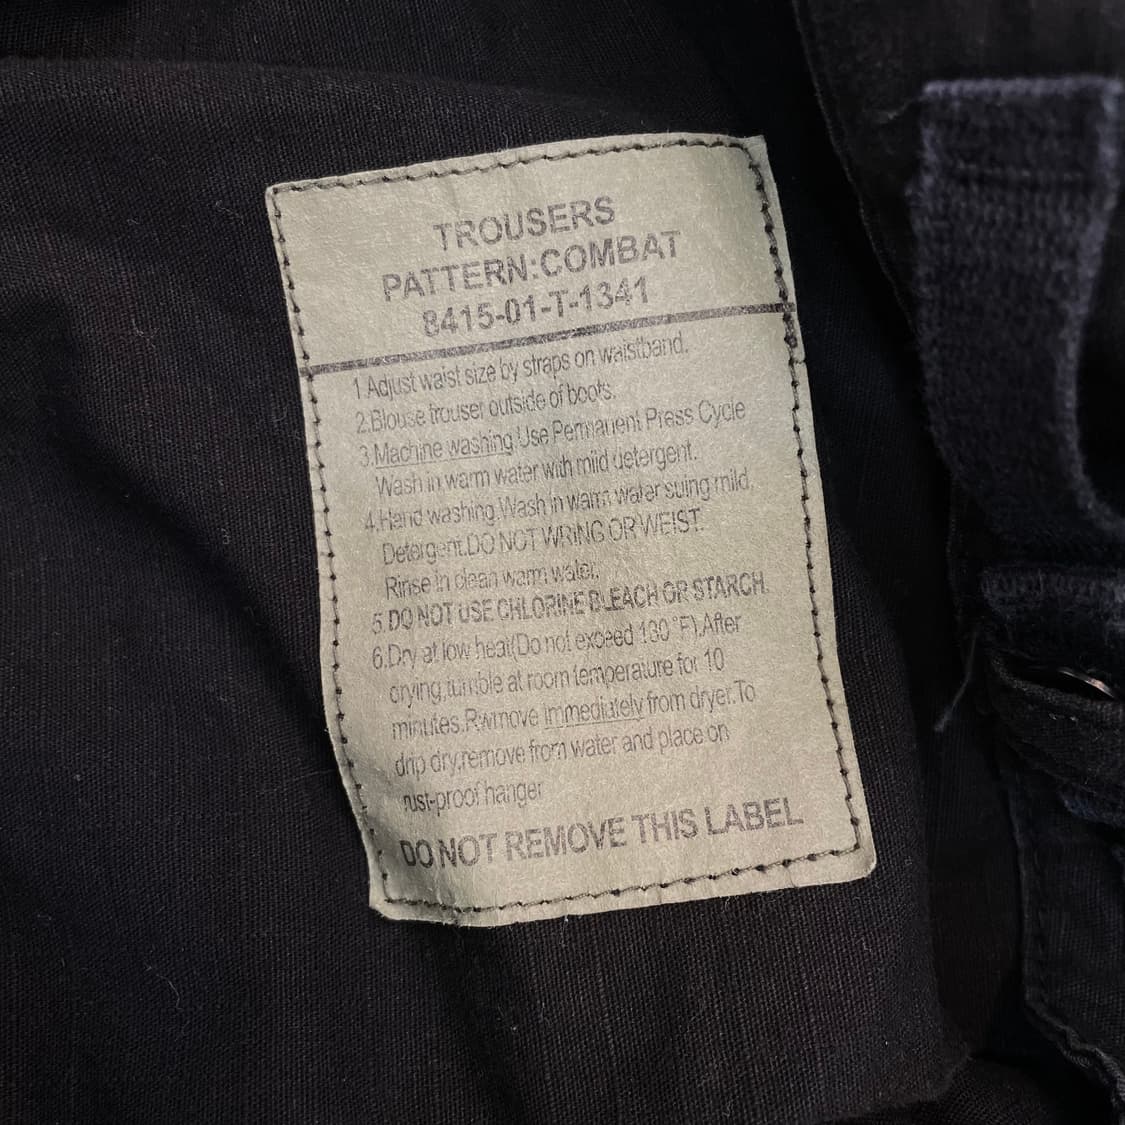 TROUSERS
PATTERN:COMBAT
8415-01-T-1341
1.Adjust waist size by straps on waistband.
2.Blouse trouser outside of boots.
3.Machine washing Use Permanent Press Cycle
Wash in warm water with mild detergent.
4.Hand washing.Wash in warm water suing mild.
Detergent.DO NOT WRING OR WEIST.
Rinse in clean warm water.
5.DO NOT USE CHLORINE BLEACH OR STARCH.
6.Dry at low heat(Do not exceed 130°F).After
crying,tumble at room temperature for 10
minutes.Rwmove immediutely from dryer.To
drip dry,remove from water and place on
rust-proof hanger
DO NOT REMOVE THIS LABEL